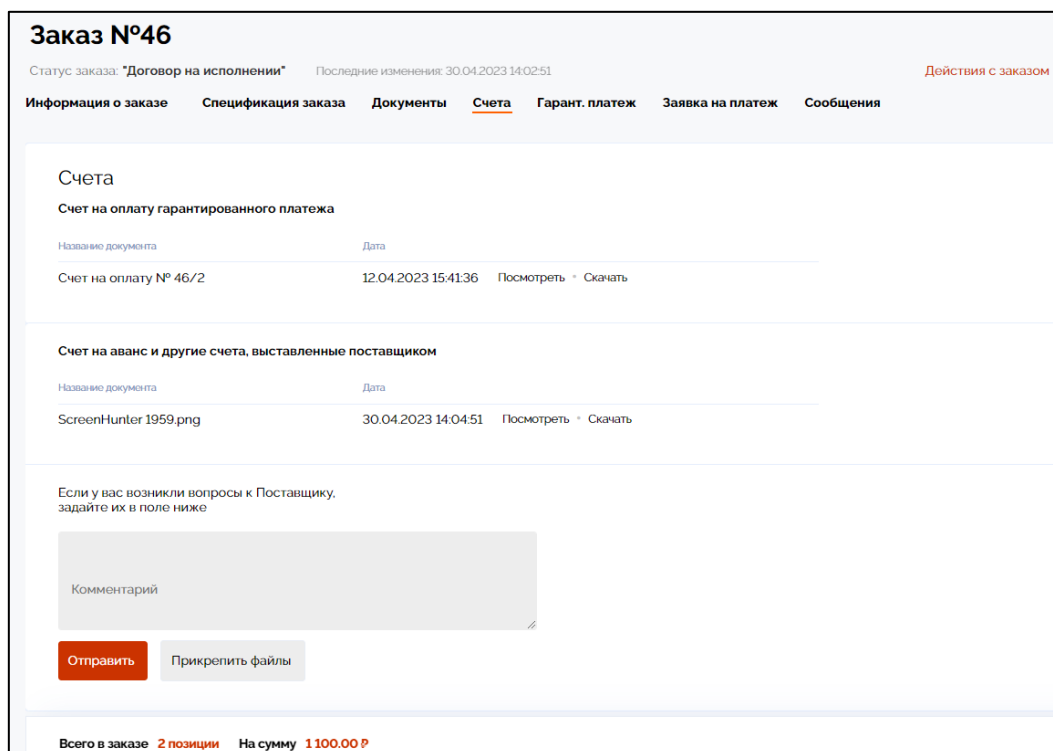 Заказ №46
Статус заказа: "Договор на исполнении" Последние изменения: 30.04.2023 14:02:51 Действия с заказом
Информация о заказе Спецификация заказа Документы Счета Гарант. платеж Заявка на платеж Сообщения
Счета
Счет на оплату гарантированного платежа
Название документа Дата
Счет на оплату № 46/2 12.04.2023 15:41:36 Посмотреть • Скачать
Счет на аванс и другие счета, выставленные поставщиком
Название документа Дата
ScreenHunter 1959.png 30.04.2023 14:04:51 Посмотреть • Скачать
Если у вас возникли вопросы к Поставщику,
задайте их в поле ниже
Комментарий
Отправить Прикрепить файлы
Всего в заказе 2 позиции На сумму 1 100.00 ₽